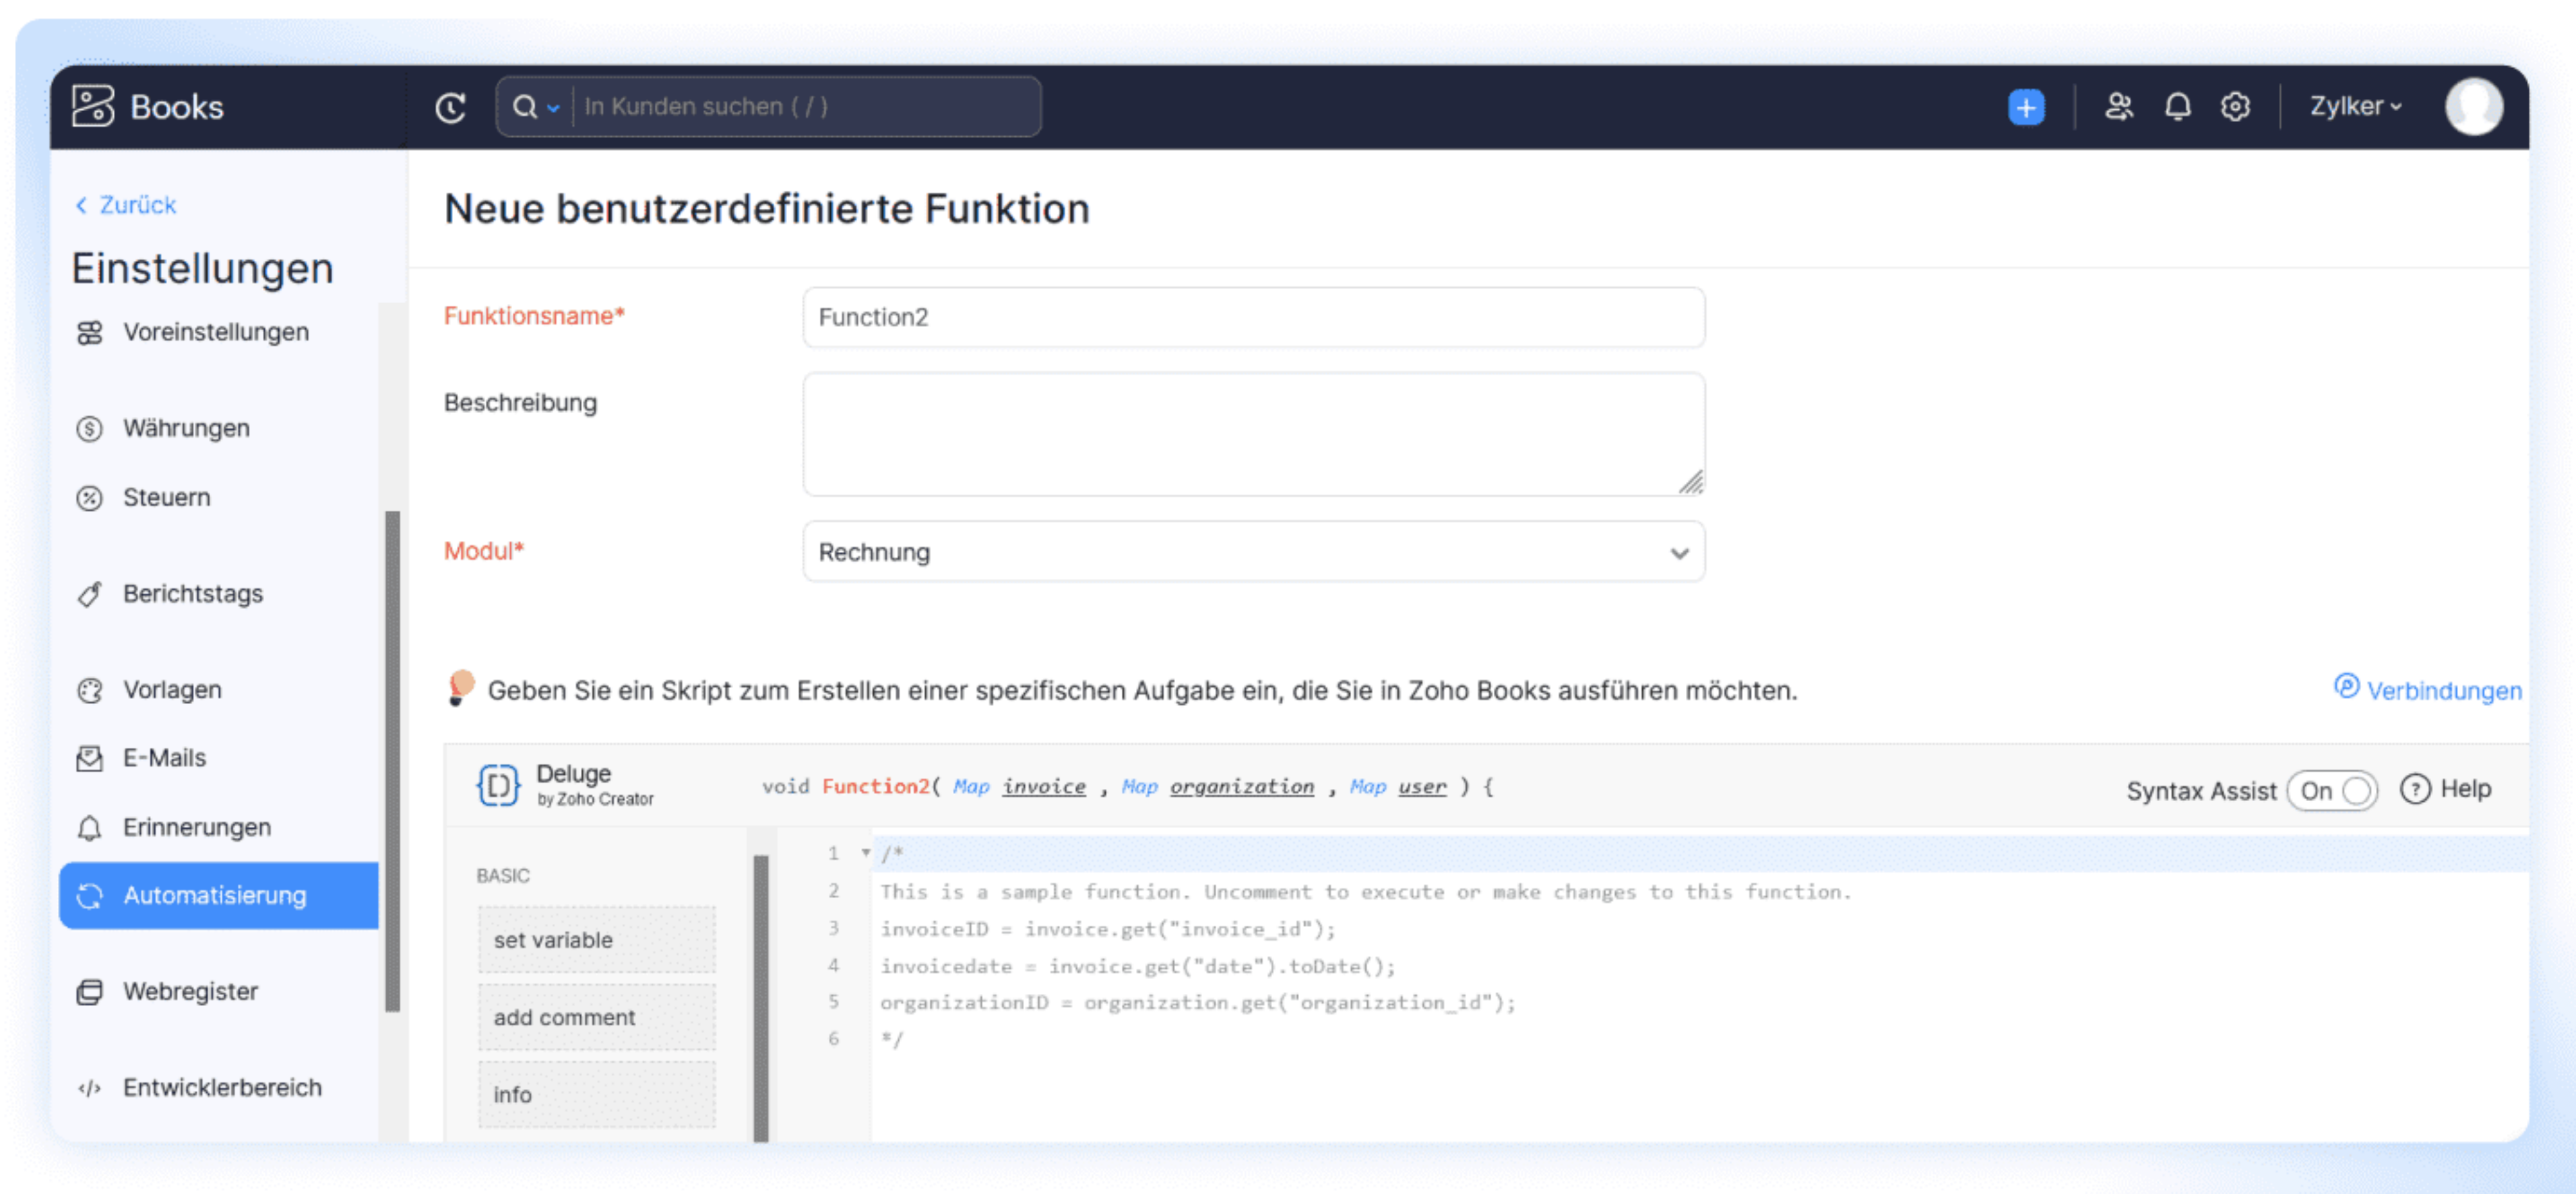 Books
In Kunden suchen ( / )
Zylker
Zurück
Einstellungen
Voreinstellungen
Währungen
Steuern
Berichtstags
Vorlagen
E-Mails
Erinnerungen
Automatisierung
Webregister
Entwicklerbereich
Neue benutzerdefinierte Funktion
Funktionsname*
Function2
Beschreibung
Modul*
Rechnung
Geben Sie ein Skript zum Erstellen einer spezifischen Aufgabe ein, die Sie in Zoho Books ausführen möchten.
Verbindungen
Deluge
by Zoho Creator
void Function2( Map invoice , Map organization , Map user ) {
Syntax Assist On
Help
BASIC
set variable
add comment
info
1 /*
2 This is a sample function. Uncomment to execute or make changes to this function.
3 invoiceID = invoice.get("invoice_id");
4 invoicedate = invoice.get("date").toDate();
5 organizationID = organization.get("organization_id");
6 */